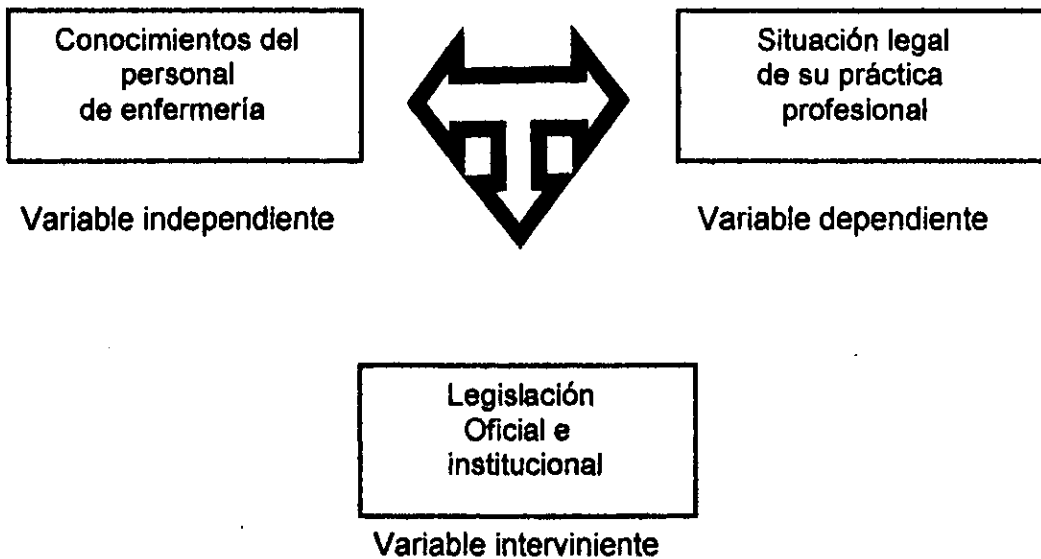 Conocimientos del
personal
de enfermería
Situación legal
de su práctica
profesional
Variable independiente
Variable dependiente
Legislación
Oficial e
institucional
Variable interviniente